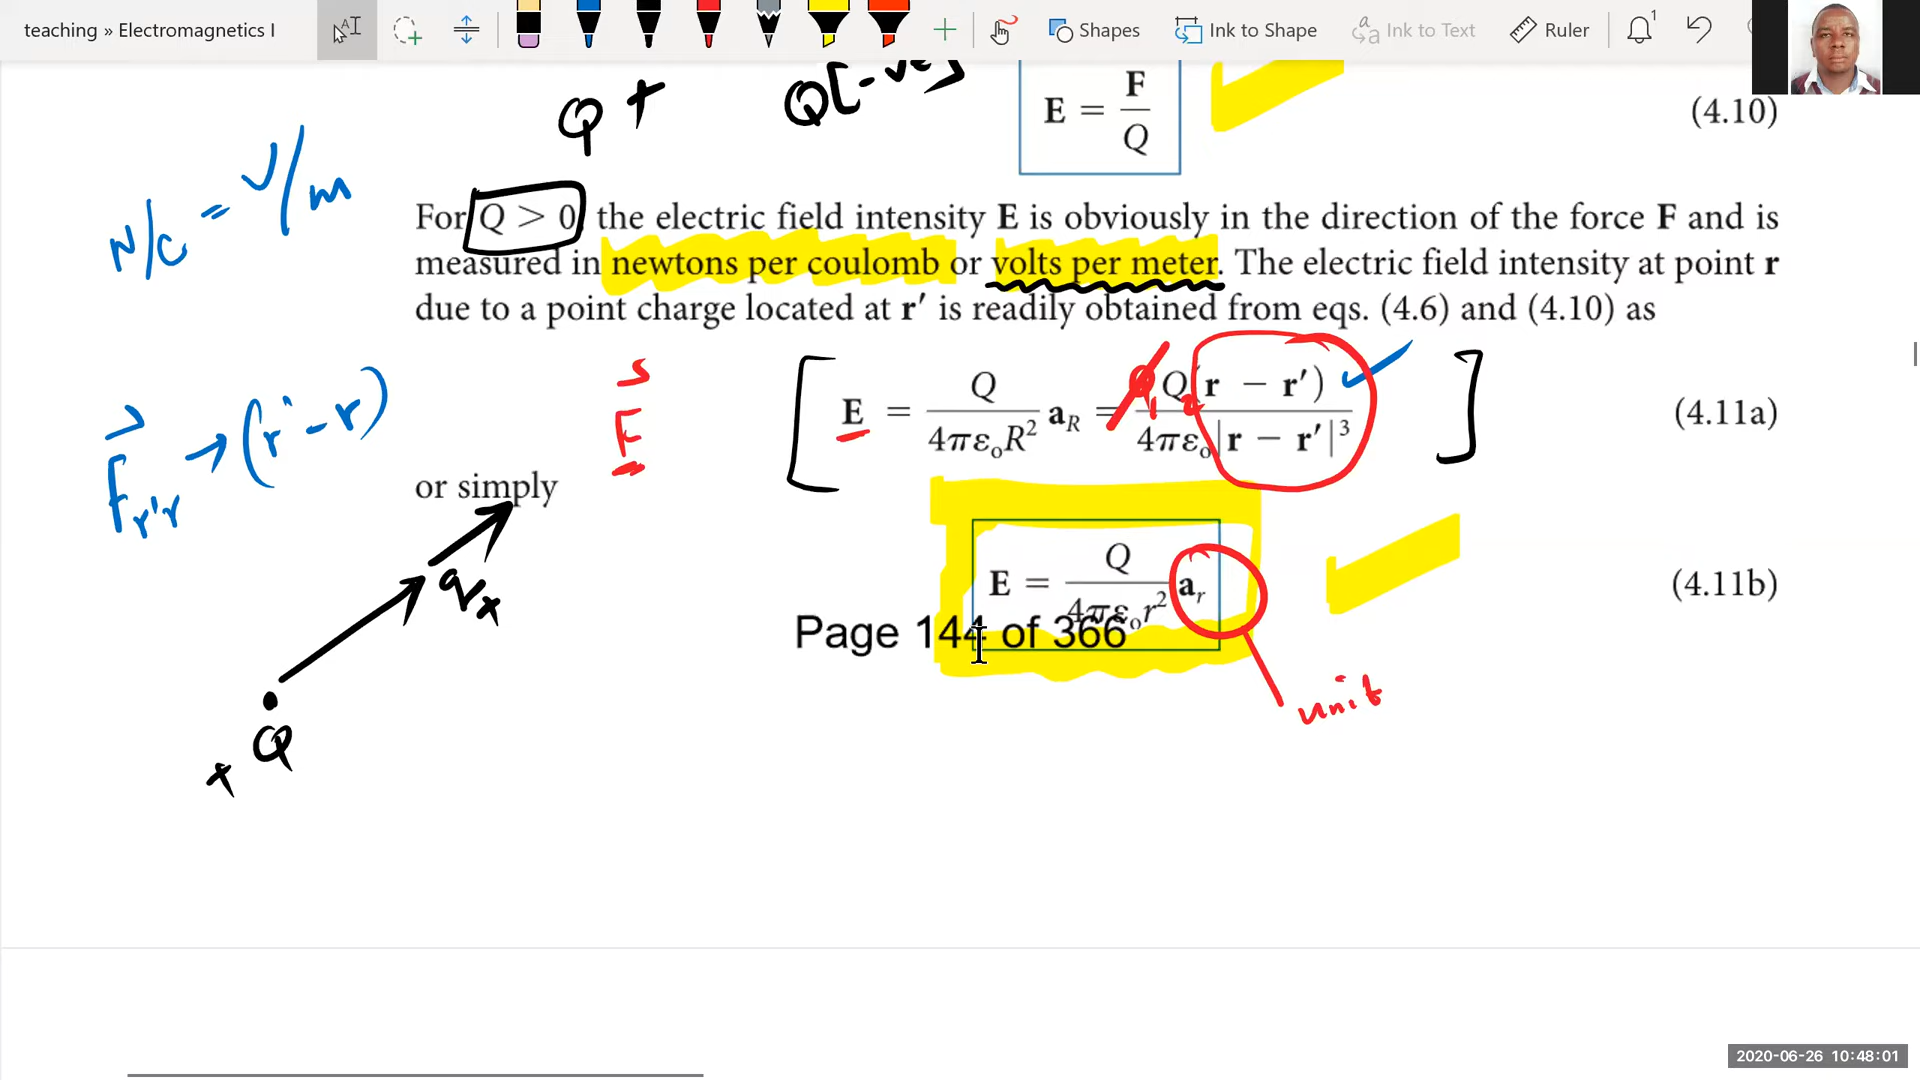 teaching » Electromagnetics I
Shapes
Ink to Shape
Ink to Text
Ruler
1
Q +
Q[-ve]
E = F/Q
(4.10)
N/C = V/m
For Q > 0 the electric field intensity E is obviously in the direction of the force F and is
measured in newtons per coulomb or volts per meter. The electric field intensity at point r
due to a point charge located at r′ is readily obtained from eqs. (4.6) and (4.10) as
E = Q/4πε₀R² a_R = Q(r − r′)/4πε₀|r − r′|³
(4.11a)
F r'r → (r' - r)
or simply
E = Q/4πε₀r² a_r
(4.11b)
Page 144 of 366
unit
Q
+
2020-06-26 10:48:01